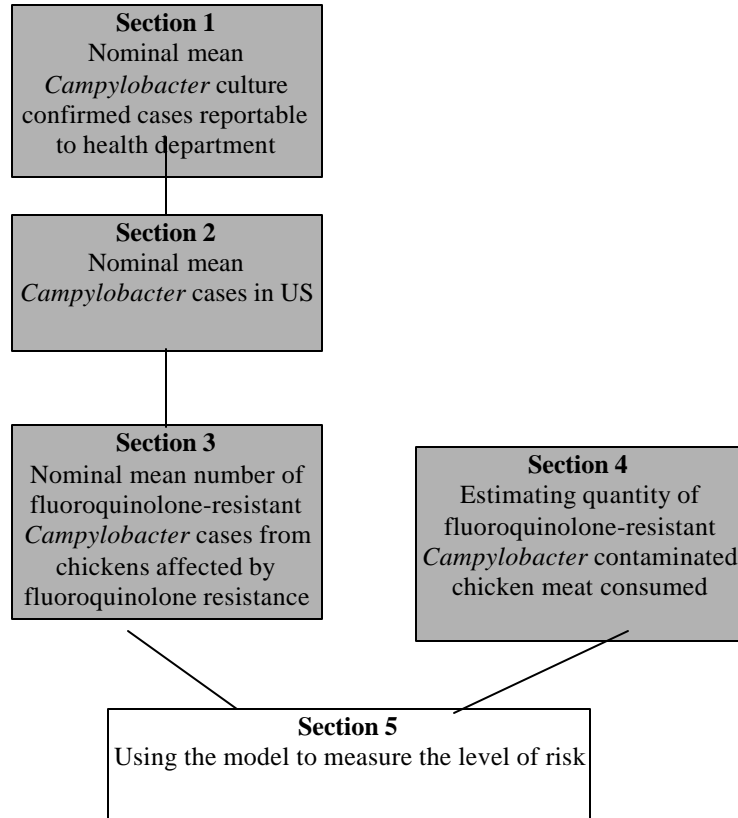 Section 1
Nominal mean
Campylobacter culture
confirmed cases reportable
to health department
Section 2
Nominal mean
Campylobacter cases in US
Section 3
Nominal mean number of
fluoroquinolone-resistant
Campylobacter cases from
chickens affected by
fluoroquinolone resistance
Section 4
Estimating quantity of
fluoroquinolone-resistant
Campylobacter contaminated
chicken meat consumed
Section 5
Using the model to measure the level of risk